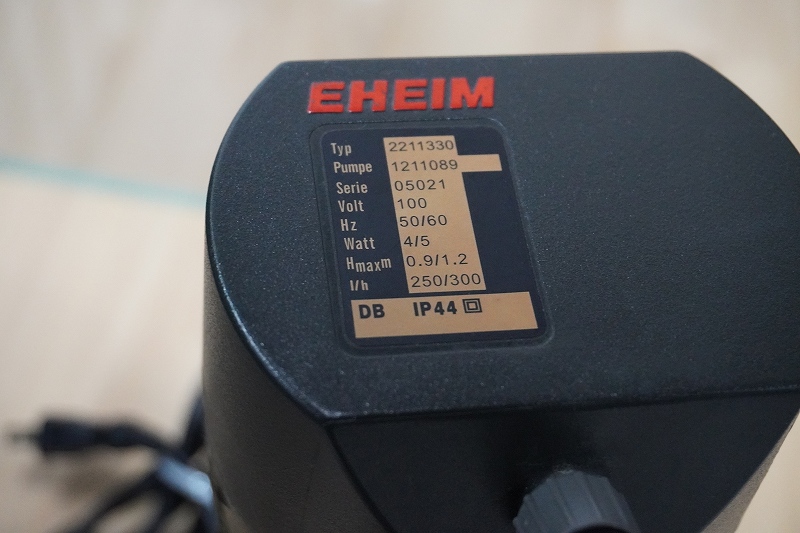 EHEIM
Typ 2211330
Pumpe 1211089
Serie 05021
Volt 100
Hz 50/60
Watt 4/5
Hmaxm 0.9/1.2
l/h 250/300
DB IP44